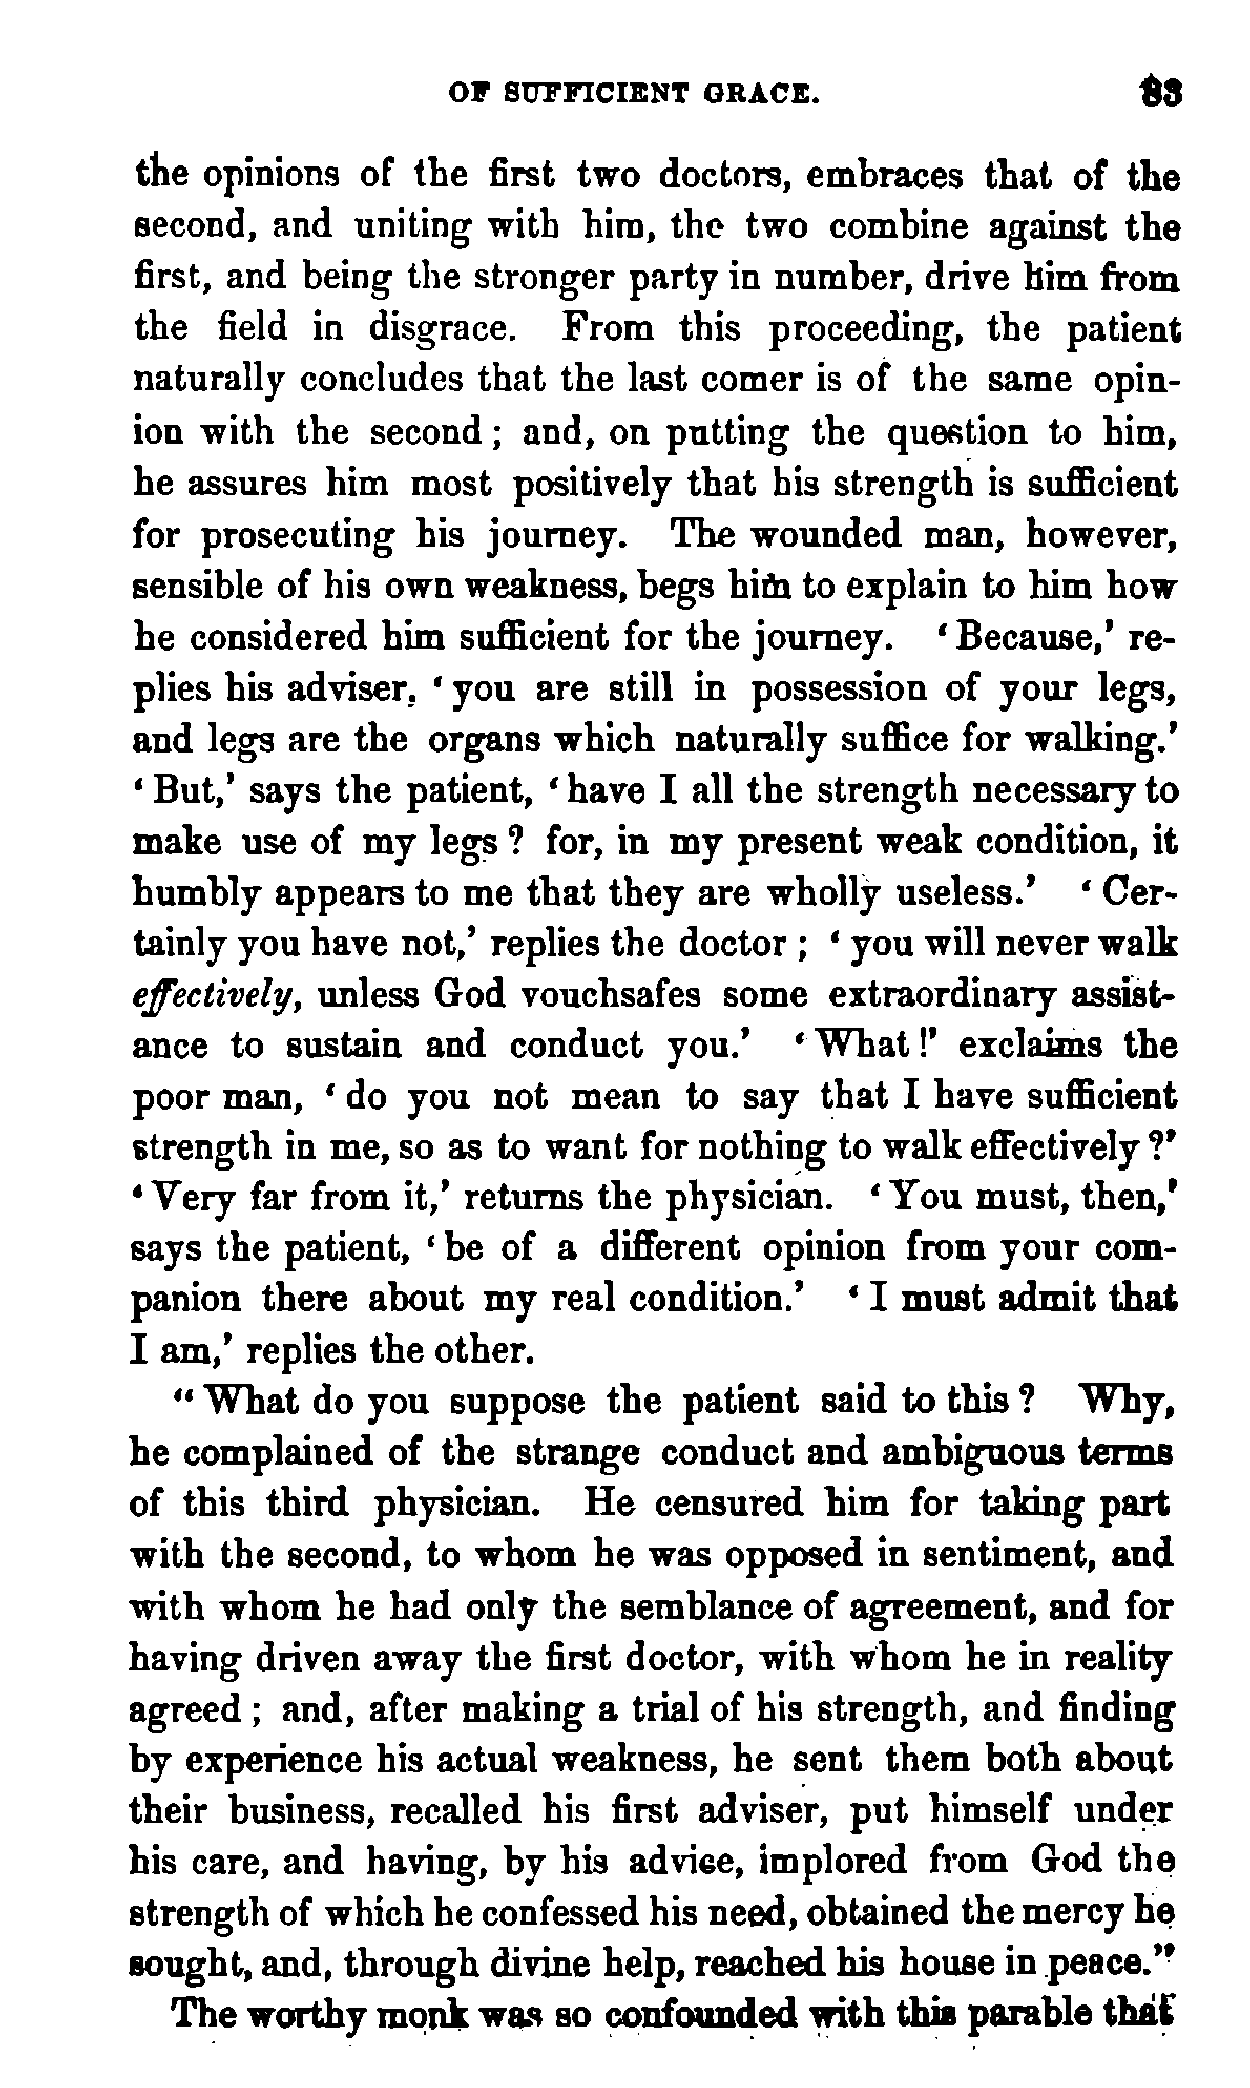 OF SUFFICIENT GRACE. 83
the opinions of the first two doctors, embraces that of the
second, and uniting with him, the two combine against the
first, and being the stronger party in number, drive him from
the field in disgrace. From this proceeding, the patient
naturally concludes that the last comer is of the same opin-
ion with the second; and, on putting the question to him,
he assures him most positively that his strength is sufficient
for prosecuting his journey. The wounded man, however,
sensible of his own weakness, begs him to explain to him how
he considered him sufficient for the journey. ‘Because,’ re-
plies his adviser, ‘you are still in possession of your legs,
and legs are the organs which naturally suffice for walking.’
‘But,’ says the patient, ‘have I all the strength necessary to
make use of my legs? for, in my present weak condition, it
humbly appears to me that they are wholly useless.’ ‘Cer-
tainly you have not,’ replies the doctor; ‘you will never walk
effectively, unless God vouchsafes some extraordinary assist-
ance to sustain and conduct you.’ ‘What!’ exclaims the
poor man, ‘do you not mean to say that I have sufficient
strength in me, so as to want for nothing to walk effectively?’
‘Very far from it,’ returns the physician. ‘You must, then,’
says the patient, ‘be of a different opinion from your com-
panion there about my real condition.’ ‘I must admit that
I am,’ replies the other.
“What do you suppose the patient said to this? Why,
he complained of the strange conduct and ambiguous terms
of this third physician. He censured him for taking part
with the second, to whom he was opposed in sentiment, and
with whom he had only the semblance of agreement, and for
having driven away the first doctor, with whom he in reality
agreed; and, after making a trial of his strength, and finding
by experience his actual weakness, he sent them both about
their business, recalled his first adviser, put himself under
his care, and having, by his advice, implored from God the
strength of which he confessed his need, obtained the mercy he
sought, and, through divine help, reached his house in peace.”
The worthy monk was so confounded with this parable that